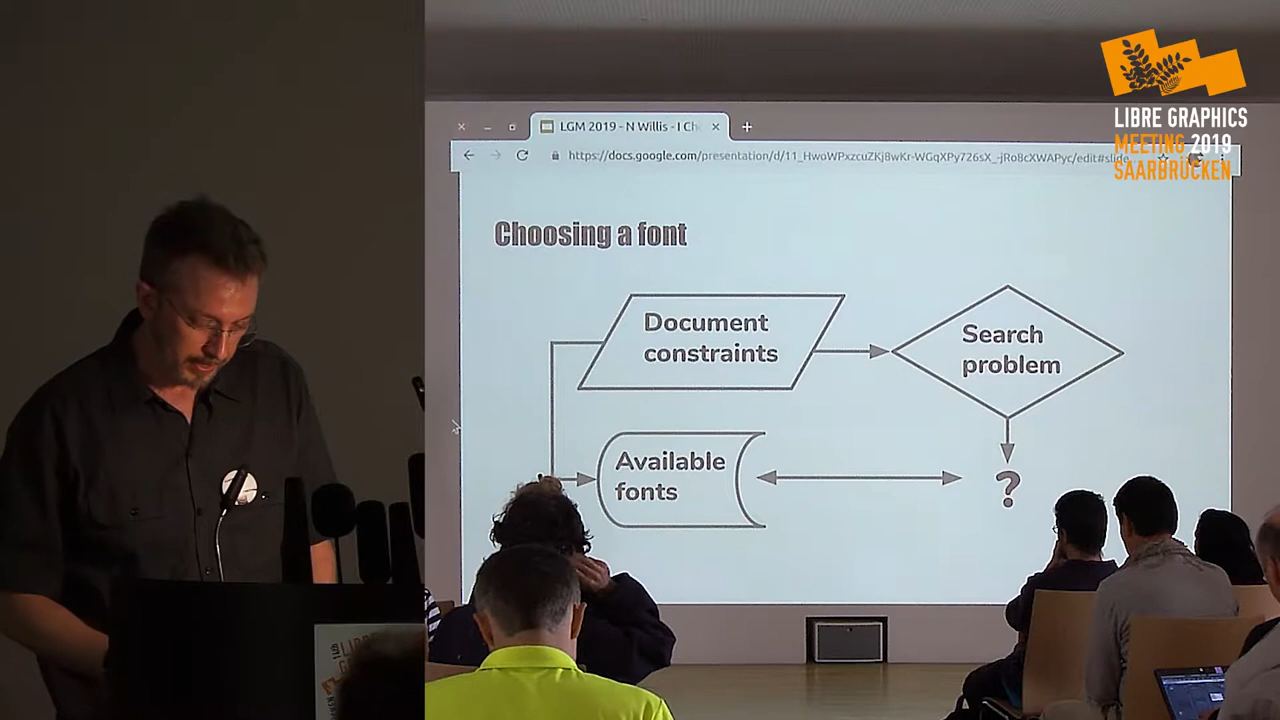 LIBRE GRAPHICS
MEETING 2019
SAARBRÜCKEN
LGM 2019 - N Willis - I Ch
https://docs.google.com/presentation/d/11_HwoWPxzcuZKj8wKr-WGqXPy726sX_-jRo8cXWAPyc/edit#slide
Choosing a font
Document
constraints
Search
problem
Available
fonts
?